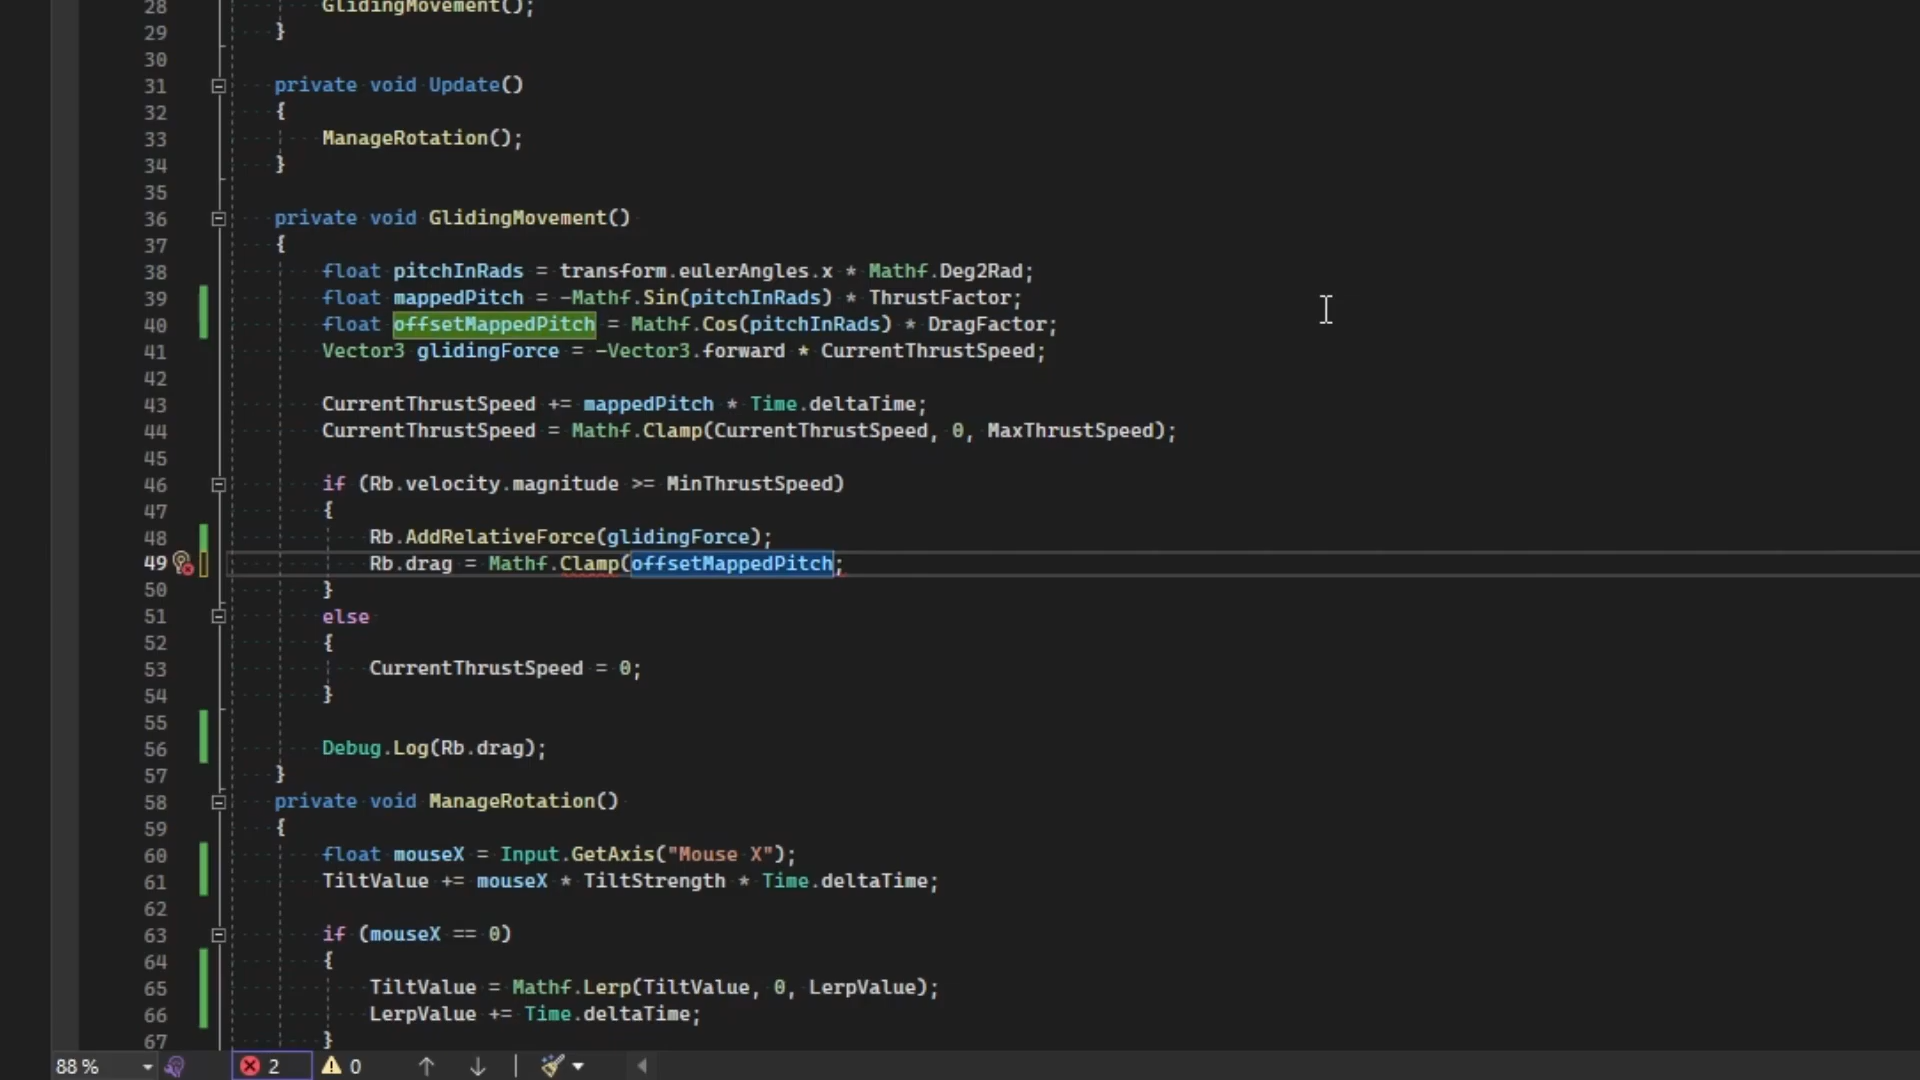 28 GlidingMovement();
29 }
30
31 private void Update()
32 {
33 ManageRotation();
34 }
35
36 private void GlidingMovement()
37 {
38 float pitchInRads = transform.eulerAngles.x * Mathf.Deg2Rad;
39 float mappedPitch = -Mathf.Sin(pitchInRads) * ThrustFactor;
40 float offsetMappedPitch = Mathf.Cos(pitchInRads) * DragFactor;
41 Vector3 glidingForce = -Vector3.forward * CurrentThrustSpeed;
42
43 CurrentThrustSpeed += mappedPitch * Time.deltaTime;
44 CurrentThrustSpeed = Mathf.Clamp(CurrentThrustSpeed, 0, MaxThrustSpeed);
45
46 if (Rb.velocity.magnitude >= MinThrustSpeed)
47 {
48 Rb.AddRelativeForce(glidingForce);
49 Rb.drag = Mathf.Clamp(offsetMappedPitch;
50 }
51 else
52 {
53 CurrentThrustSpeed = 0;
54 }
55
56 Debug.Log(Rb.drag);
57 }
58 private void ManageRotation()
59 {
60 float mouseX = Input.GetAxis("Mouse X");
61 TiltValue += mouseX * TiltStrength * Time.deltaTime;
62
63 if (mouseX == 0)
64 {
65 TiltValue = Mathf.Lerp(TiltValue, 0, LerpValue);
66 LerpValue += Time.deltaTime;
67 }
88 % 2 0